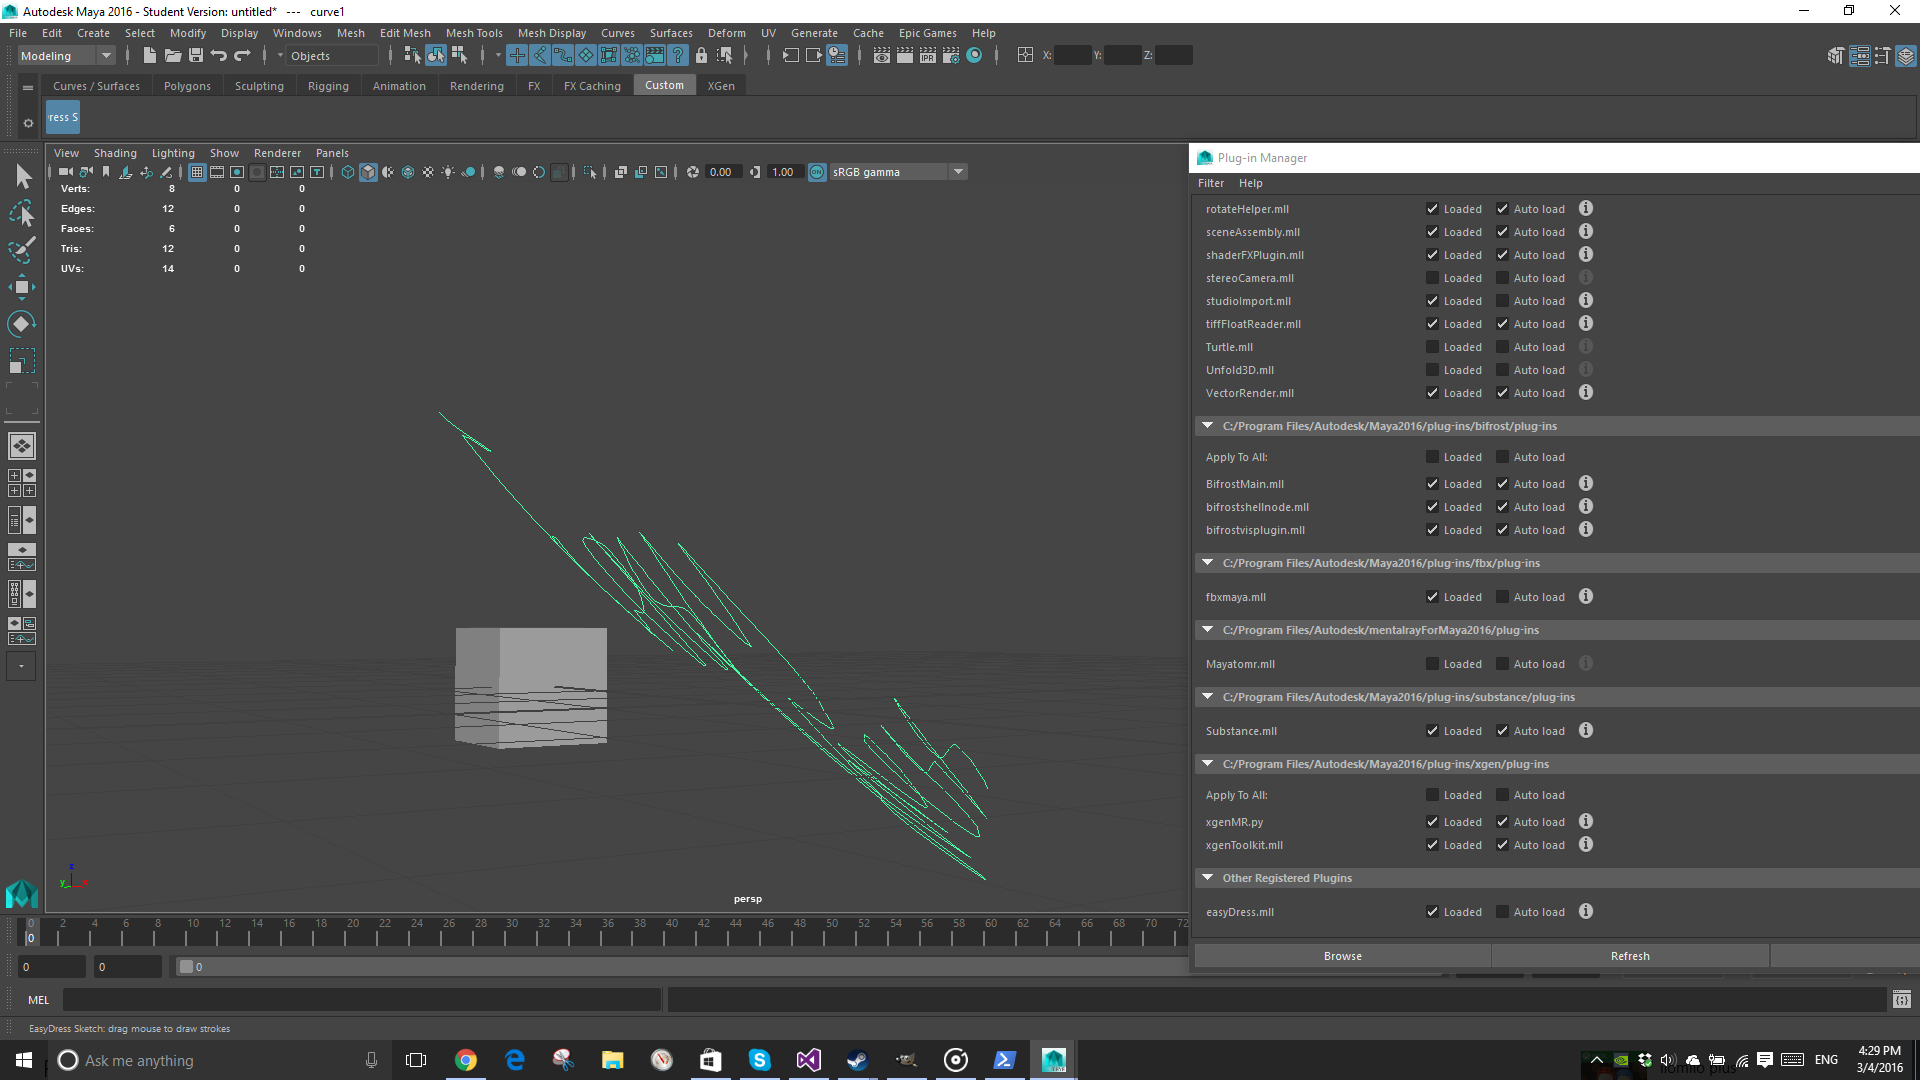 Autodesk Maya 2016 - Student Version: untitled*   ---   curve1
File Edit Create Select Modify Display Windows Mesh Edit Mesh Mesh Tools Mesh Display Curves Surfaces Deform UV Generate Cache Epic Games Help
Modeling Objects IPR X: Y: Z:
Curves / Surfaces Polygons Sculpting Rigging Animation Rendering FX FX Caching Custom XGen
ress S
View Shading Lighting Show Renderer Panels
0.00 1.00 ON sRGB gamma
Verts: 8 0 0
Edges: 12 0 0
Faces: 6 0 0
Tris: 12 0 0
UVs: 14 0 0
z
y x
persp
Plug-in Manager
Filter Help
rotateHelper.mll Loaded Auto load
sceneAssembly.mll Loaded Auto load
shaderFXPlugin.mll Loaded Auto load
stereoCamera.mll Loaded Auto load
studioImport.mll Loaded Auto load
tiffFloatReader.mll Loaded Auto load
Turtle.mll Loaded Auto load
Unfold3D.mll Loaded Auto load
VectorRender.mll Loaded Auto load
C:/Program Files/Autodesk/Maya2016/plug-ins/bifrost/plug-ins
Apply To All: Loaded Auto load
BifrostMain.mll Loaded Auto load
bifrostshellnode.mll Loaded Auto load
bifrostvisplugin.mll Loaded Auto load
C:/Program Files/Autodesk/Maya2016/plug-ins/fbx/plug-ins
fbxmaya.mll Loaded Auto load
C:/Program Files/Autodesk/mentalrayForMaya2016/plug-ins
Mayatomr.mll Loaded Auto load
C:/Program Files/Autodesk/Maya2016/plug-ins/substance/plug-ins
Substance.mll Loaded Auto load
C:/Program Files/Autodesk/Maya2016/plug-ins/xgen/plug-ins
Apply To All: Loaded Auto load
xgenMR.py Loaded Auto load
xgenToolkit.mll Loaded Auto load
Other Registered Plugins
easyDress.mll Loaded Auto load
Browse Refresh
0 2 4 6 8 10 12 14 16 18 20 22 24 26 28 30 32 34 36 38 40 42 44 46 48 50 52 54 56 58 60 62 64 66 68 70 72
0
0 0 0
MEL
EasyDress Sketch: drag mouse to draw strokes
Ask me anything
ENG
4:29 PM
3/4/2016